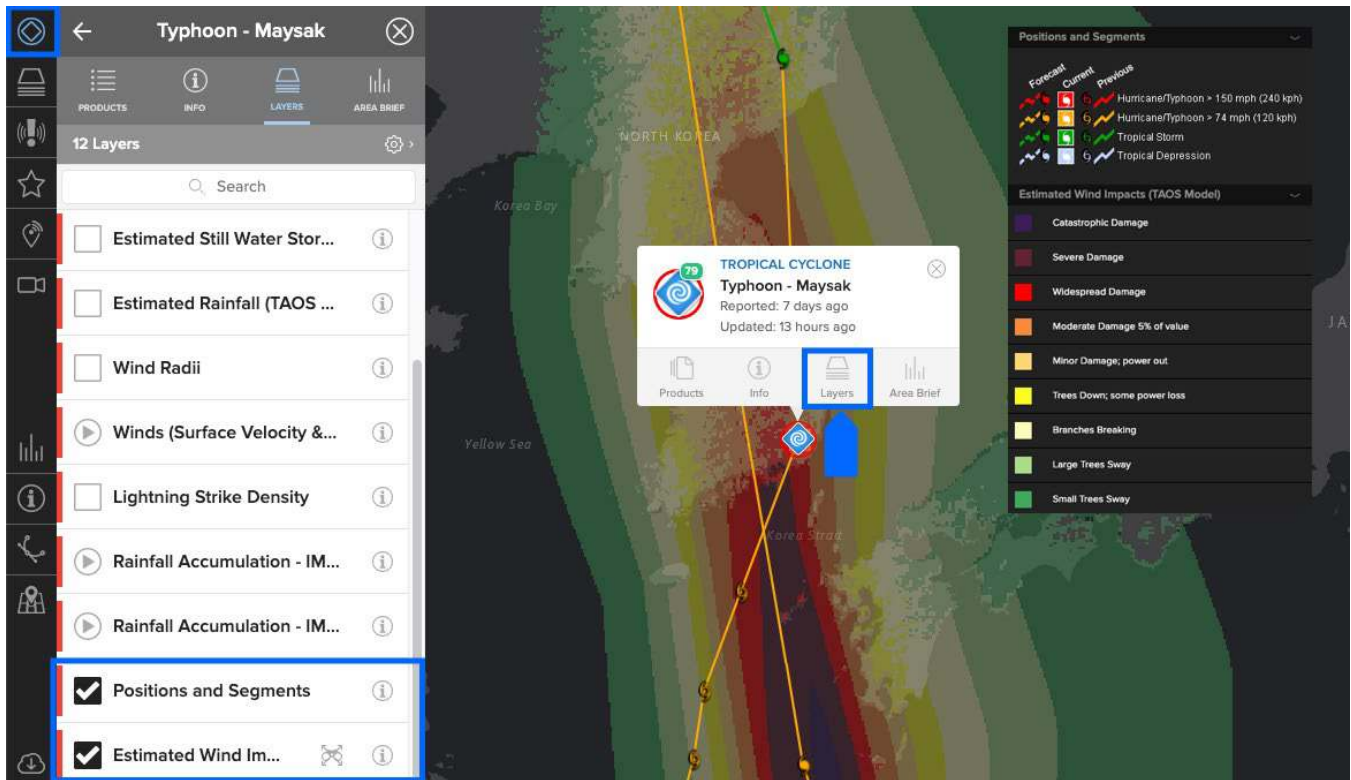 Typhoon - Maysak
PRODUCTS
INFO
LAYERS
AREA BRIEF
12 Layers
Search
Estimated Still Water Stor...
Estimated Rainfall (TAOS ...
Wind Radii
Winds (Surface Velocity &...
Lightning Strike Density
Rainfall Accumulation - IM...
Rainfall Accumulation - IM...
Positions and Segments
Estimated Wind Im...
NORTH KOREA
Korea Bay
Yellow Sea
Korea Strait
JA
79
TROPICAL CYCLONE
Typhoon - Maysak
Reported: 7 days ago
Updated: 13 hours ago
Products
Info
Layers
Area Brief
Positions and Segments
Forecast
Current
Previous
Hurricane/Typhoon > 150 mph (240 kph)
Hurricane/Typhoon > 74 mph (120 kph)
Tropical Storm
Tropical Depression
Estimated Wind Impacts (TAOS Model)
Catastrophic Damage
Severe Damage
Widespread Damage
Moderate Damage 5% of value
Minor Damage; power out
Trees Down; some power loss
Branches Breaking
Large Trees Sway
Small Trees Sway